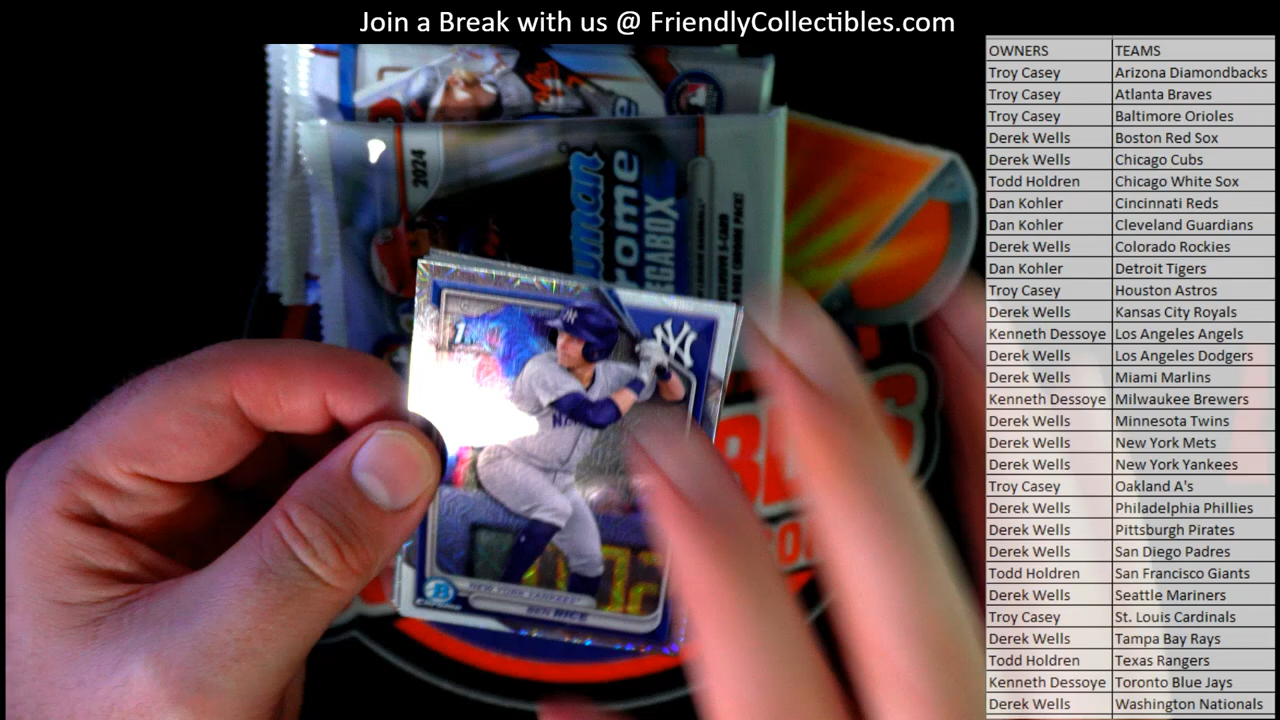 Join a Break with us @ FriendlyCollectibles.com
OWNERS TEAMS
Troy Casey Arizona Diamondbacks
Troy Casey Atlanta Braves
Troy Casey Baltimore Orioles
Derek Wells Boston Red Sox
Derek Wells Chicago Cubs
Todd Holdren Chicago White Sox
Dan Kohler Cincinnati Reds
Dan Kohler Cleveland Guardians
Derek Wells Colorado Rockies
Dan Kohler Detroit Tigers
Troy Casey Houston Astros
Derek Wells Kansas City Royals
Kenneth Dessoye Los Angeles Angels
Derek Wells Los Angeles Dodgers
Derek Wells Miami Marlins
Kenneth Dessoye Milwaukee Brewers
Derek Wells Minnesota Twins
Derek Wells New York Mets
Derek Wells New York Yankees
Troy Casey Oakland A's
Derek Wells Philadelphia Phillies
Derek Wells Pittsburgh Pirates
Derek Wells San Diego Padres
Todd Holdren San Francisco Giants
Derek Wells Seattle Mariners
Troy Casey St. Louis Cardinals
Derek Wells Tampa Bay Rays
Todd Holdren Texas Rangers
Kenneth Dessoye Toronto Blue Jays
Derek Wells Washington Nationals
2024
1
NY
NEW YORK YANKEES
BEN RICE
B
CHROME